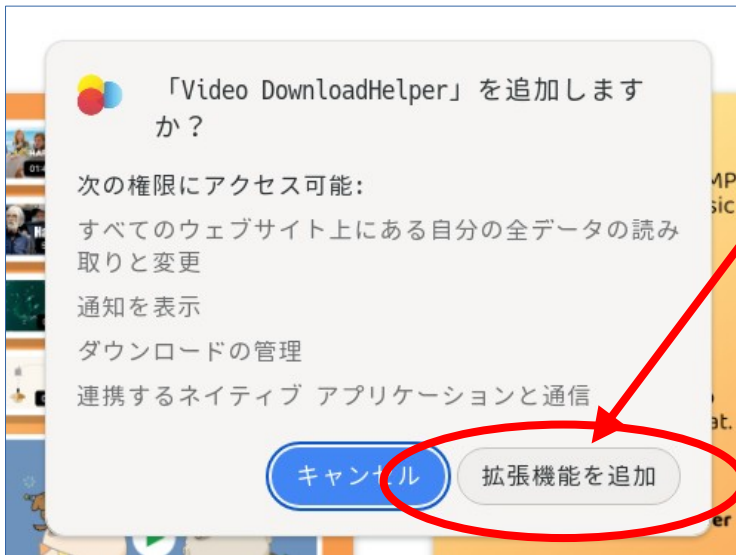 「Video DownloadHelper」を追加します
か？
次の権限にアクセス可能:
すべてのウェブサイト上にある自分の全データの読み
取りと変更
通知を表示
ダウンロードの管理
連携するネイティブ アプリケーションと通信
キャンセル
拡張機能を追加
at.
er